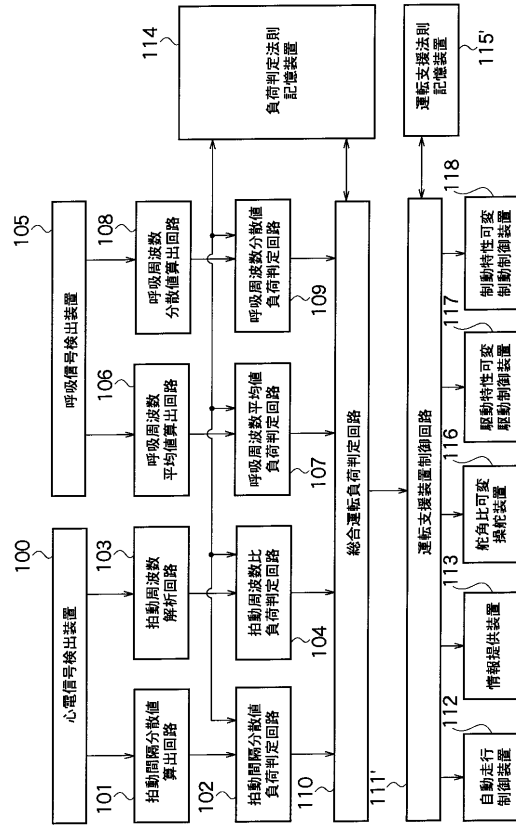 100
心電信号検出装置
105
呼吸信号検出装置
101
拍動間隔分散値
算出回路
103
拍動周波数
解析回路
106
呼吸周波数
平均値算出回路
108
呼吸周波数
分散値算出回路
114
負荷判定法則
記憶装置
102
拍動間隔分散値
負荷判定回路
拍動周波数比
負荷判定回路
104
呼吸周波数平均値
負荷判定回路
107
呼吸周波数分散値
負荷判定回路
109
110
総合運転負荷判定回路
111'
運転支援装置制御回路
運転支援法則
記憶装置
115'
112
自動走行
制御装置
113
情報提供装置
116
舵角比可変
操舵装置
117
駆動特性可変
駆動制御装置
118
制動特性可変
制動制御装置